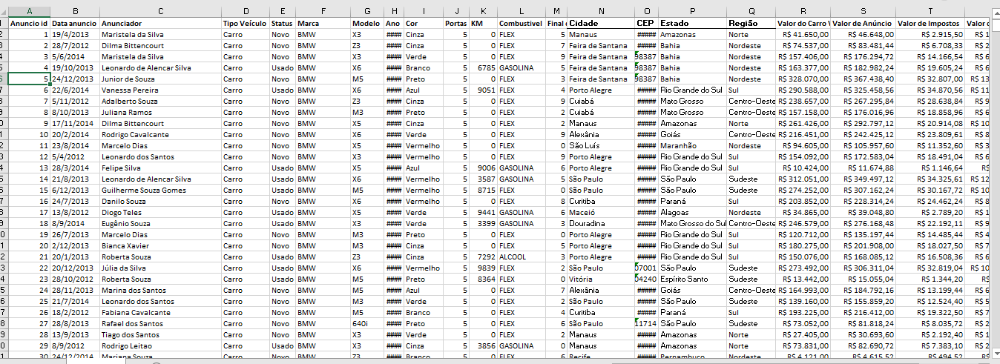 A B C D E F G H I J K L M N O P Q R S T
Anuncio id Data anuncio Anunciador Tipo Veículo Status Marca Modelo Ano Cor Portas KM Combustivel Final Cidade CEP Estado Região Valor do Carro Valor de Anúncio Valor de Impostos Valor
1 19/4/2013 Maristela da Silva Carro Novo BMW X3 #### Cinza 5 0 FLEX 5 Manaus ##### Amazonas Norte R$ 41.650,00 R$ 46.648,00 R$ 2.915,50 R$ 1
2 28/7/2012 Dilma Bittencourt Carro Novo BMW Z3 #### Cinza 5 0 FLEX 7 Feira de Santana ##### Bahia Nordeste R$ 74.537,00 R$ 83.481,44 R$ 6.708,33 R$ 2
3 5/6/2014 Maristela da Silva Carro Novo BMW X3 #### Verde 5 0 FLEX 9 Feira de Santana 98387 Bahia Nordeste R$ 157.406,00 R$ 176.294,72 R$ 14.166,54 R$ 6
4 19/10/2013 Leonardo de Alencar Silva Carro Usado BMW X6 #### Branco 5 6785 GASOLINA 5 Feira de Santana 98387 Bahia Nordeste R$ 163.377,00 R$ 182.982,24 R$ 19.605,24 R$ 6
5 24/12/2013 Junior de Souza Carro Novo BMW M5 #### Preto 5 0 FLEX 3 Feira de Santana 98387 Bahia Nordeste R$ 328.070,00 R$ 367.438,40 R$ 32.807,00 R$ 13
6 22/6/2014 Vanessa Pereira Carro Usado BMW X6 #### Azul 5 9051 FLEX 4 Porto Alegre ##### Rio Grande do Sul Sul R$ 290.588,00 R$ 325.458,56 R$ 34.870,56 R$ 11
7 5/11/2012 Adalberto Souza Carro Novo BMW Z3 #### Cinza 5 0 FLEX 9 Cuiabá ##### Mato Grosso Centro-Oeste R$ 238.657,00 R$ 267.295,84 R$ 28.638,84 R$ 9
8 8/10/2013 Juliana Ramos Carro Novo BMW M3 #### Preto 5 0 FLEX 2 Cuiabá ##### Mato Grosso Centro-Oeste R$ 157.158,00 R$ 176.016,96 R$ 18.858,96 R$ 6
9 17/11/2014 Dilma Bittencourt Carro Novo BMW X5 #### Cinza 5 0 FLEX 2 Manaus ##### Amazonas Norte R$ 261.426,00 R$ 292.797,12 R$ 20.914,08 R$ 10
10 20/2/2014 Rodrigo Cavalcante Carro Novo BMW X6 #### Verde 5 0 FLEX 9 Alexânia ##### Goiás Centro-Oeste R$ 216.451,00 R$ 242.425,12 R$ 23.809,61 R$ 8
11 23/8/2014 Marcelo Dias Carro Novo BMW X5 #### Vermelho 5 0 FLEX 0 São Luís ##### Maranhão Nordeste R$ 94.605,00 R$ 105.957,60 R$ 11.352,60 R$ 3
12 5/4/2012 Leonardo dos Santos Carro Novo BMW X3 #### Vermelho 5 0 FLEX 9 Porto Alegre ##### Rio Grande do Sul Sul R$ 154.092,00 R$ 172.583,04 R$ 18.491,04 R$ 6
13 28/3/2014 Felipe Silva Carro Usado BMW X5 #### Azul 5 9006 GASOLINA 6 Porto Alegre ##### Rio Grande do Sul Sul R$ 10.424,00 R$ 11.674,88 R$ 1.146,64 R$
14 21/8/2013 Leonardo de Alencar Silva Carro Usado BMW X6 #### Vermelho 5 3587 GASOLINA 5 São Paulo ##### São Paulo Sudeste R$ 312.051,00 R$ 349.497,12 R$ 34.325,61 R$ 12
15 6/12/2013 Guilherme Souza Gomes Carro Usado BMW M5 #### Vermelho 5 8715 FLEX 0 São Paulo ##### São Paulo Sudeste R$ 274.252,00 R$ 307.162,24 R$ 30.167,72 R$ 10
16 24/7/2013 Danilo Souza Carro Novo BMW X6 #### Vermelho 5 0 FLEX 8 Curitiba ##### Paraná Sul R$ 203.852,00 R$ 228.314,24 R$ 24.462,24 R$ 8
17 13/8/2012 Diogo Teles Carro Usado BMW X5 #### Verde 5 9441 GASOLINA 6 Maceió ##### Alagoas Nordeste R$ 34.865,00 R$ 39.048,80 R$ 2.789,20 R$ 1
18 8/9/2014 Eugênio Souza Carro Usado BMW X3 #### Verde 5 3399 GASOLINA 3 Douradina ##### Mato Grosso do Sul Centro-Oeste R$ 246.579,00 R$ 276.168,48 R$ 22.192,11 R$ 9
19 26/7/2013 Marcelo Dias Carro Novo BMW M3 #### Preto 5 0 FLEX 0 Porto Alegre ##### Rio Grande do Sul Sul R$ 120.712,00 R$ 135.197,44 R$ 14.485,44 R$ 4
20 2/12/2013 Bianca Xavier Carro Novo BMW M3 #### Cinza 5 0 FLEX 5 Porto Alegre ##### Rio Grande do Sul Sul R$ 180.275,00 R$ 201.908,00 R$ 18.027,50 R$ 7
21 20/1/2013 Roberta Souza Carro Usado BMW Z3 #### Cinza 5 7292 ALCOOL 3 Porto Alegre ##### Rio Grande do Sul Sul R$ 150.076,00 R$ 168.085,12 R$ 16.508,36 R$ 6
22 20/12/2013 Júlia da Silva Carro Usado BMW X6 #### Vermelho 5 9839 FLEX 2 São Paulo 07001 São Paulo Sudeste R$ 273.492,00 R$ 306.311,04 R$ 32.819,04 R$ 10
23 28/10/2012 Roberta Souza Carro Usado BMW M5 #### Preto 5 8364 FLEX 0 Vitória 04240 Espírito Santo Sudeste R$ 13.442,00 R$ 15.055,04 R$ 1.344,20 R$
24 28/11/2013 Marina dos Santos Carro Novo BMW M5 #### Azul 5 0 FLEX 7 Alexânia ##### Goiás Centro-Oeste R$ 164.993,00 R$ 184.792,16 R$ 13.199,44 R$ 6
25 21/7/2014 Leonardo dos Santos Carro Novo BMW M3 #### Verde 5 0 FLEX 2 São Paulo ##### São Paulo Sudeste R$ 139.160,00 R$ 155.859,20 R$ 12.524,40 R$ 5
26 18/2/2012 Fabiana Cavalcante Carro Novo BMW M5 #### Branco 5 0 FLEX 4 Curitiba ##### Paraná Sul R$ 193.225,00 R$ 216.412,00 R$ 19.322,50 R$ 7
27 28/8/2013 Rafael dos Santos Carro Novo BMW 640i #### Preto 5 0 FLEX 6 São Paulo 11714 São Paulo Sudeste R$ 73.052,00 R$ 81.818,24 R$ 8.035,72 R$ 2
28 13/9/2013 Tiago dos Santos Carro Novo BMW X3 #### Verde 5 0 FLEX 2 Manaus ##### Amazonas Norte R$ 27.405,00 R$ 30.693,60 R$ 2.192,40 R$ 1
29 8/9/2012 Rodrigo Leitao Carro Usado BMW X3 #### Cinza 5 3856 GASOLINA 0 Manaus ##### Amazonas Norte R$ 73.831,00 R$ 82.690,72 R$ 7.383,10 R$ 2
30 24/12/2014 Mariana Souza Carro Novo BMW Z3 #### Branco 5 0 FLEX 6 Recife ##### Pernambuco Nordeste R$ 4.121,00 R$ 4.615,52 R$ 494,52 R$